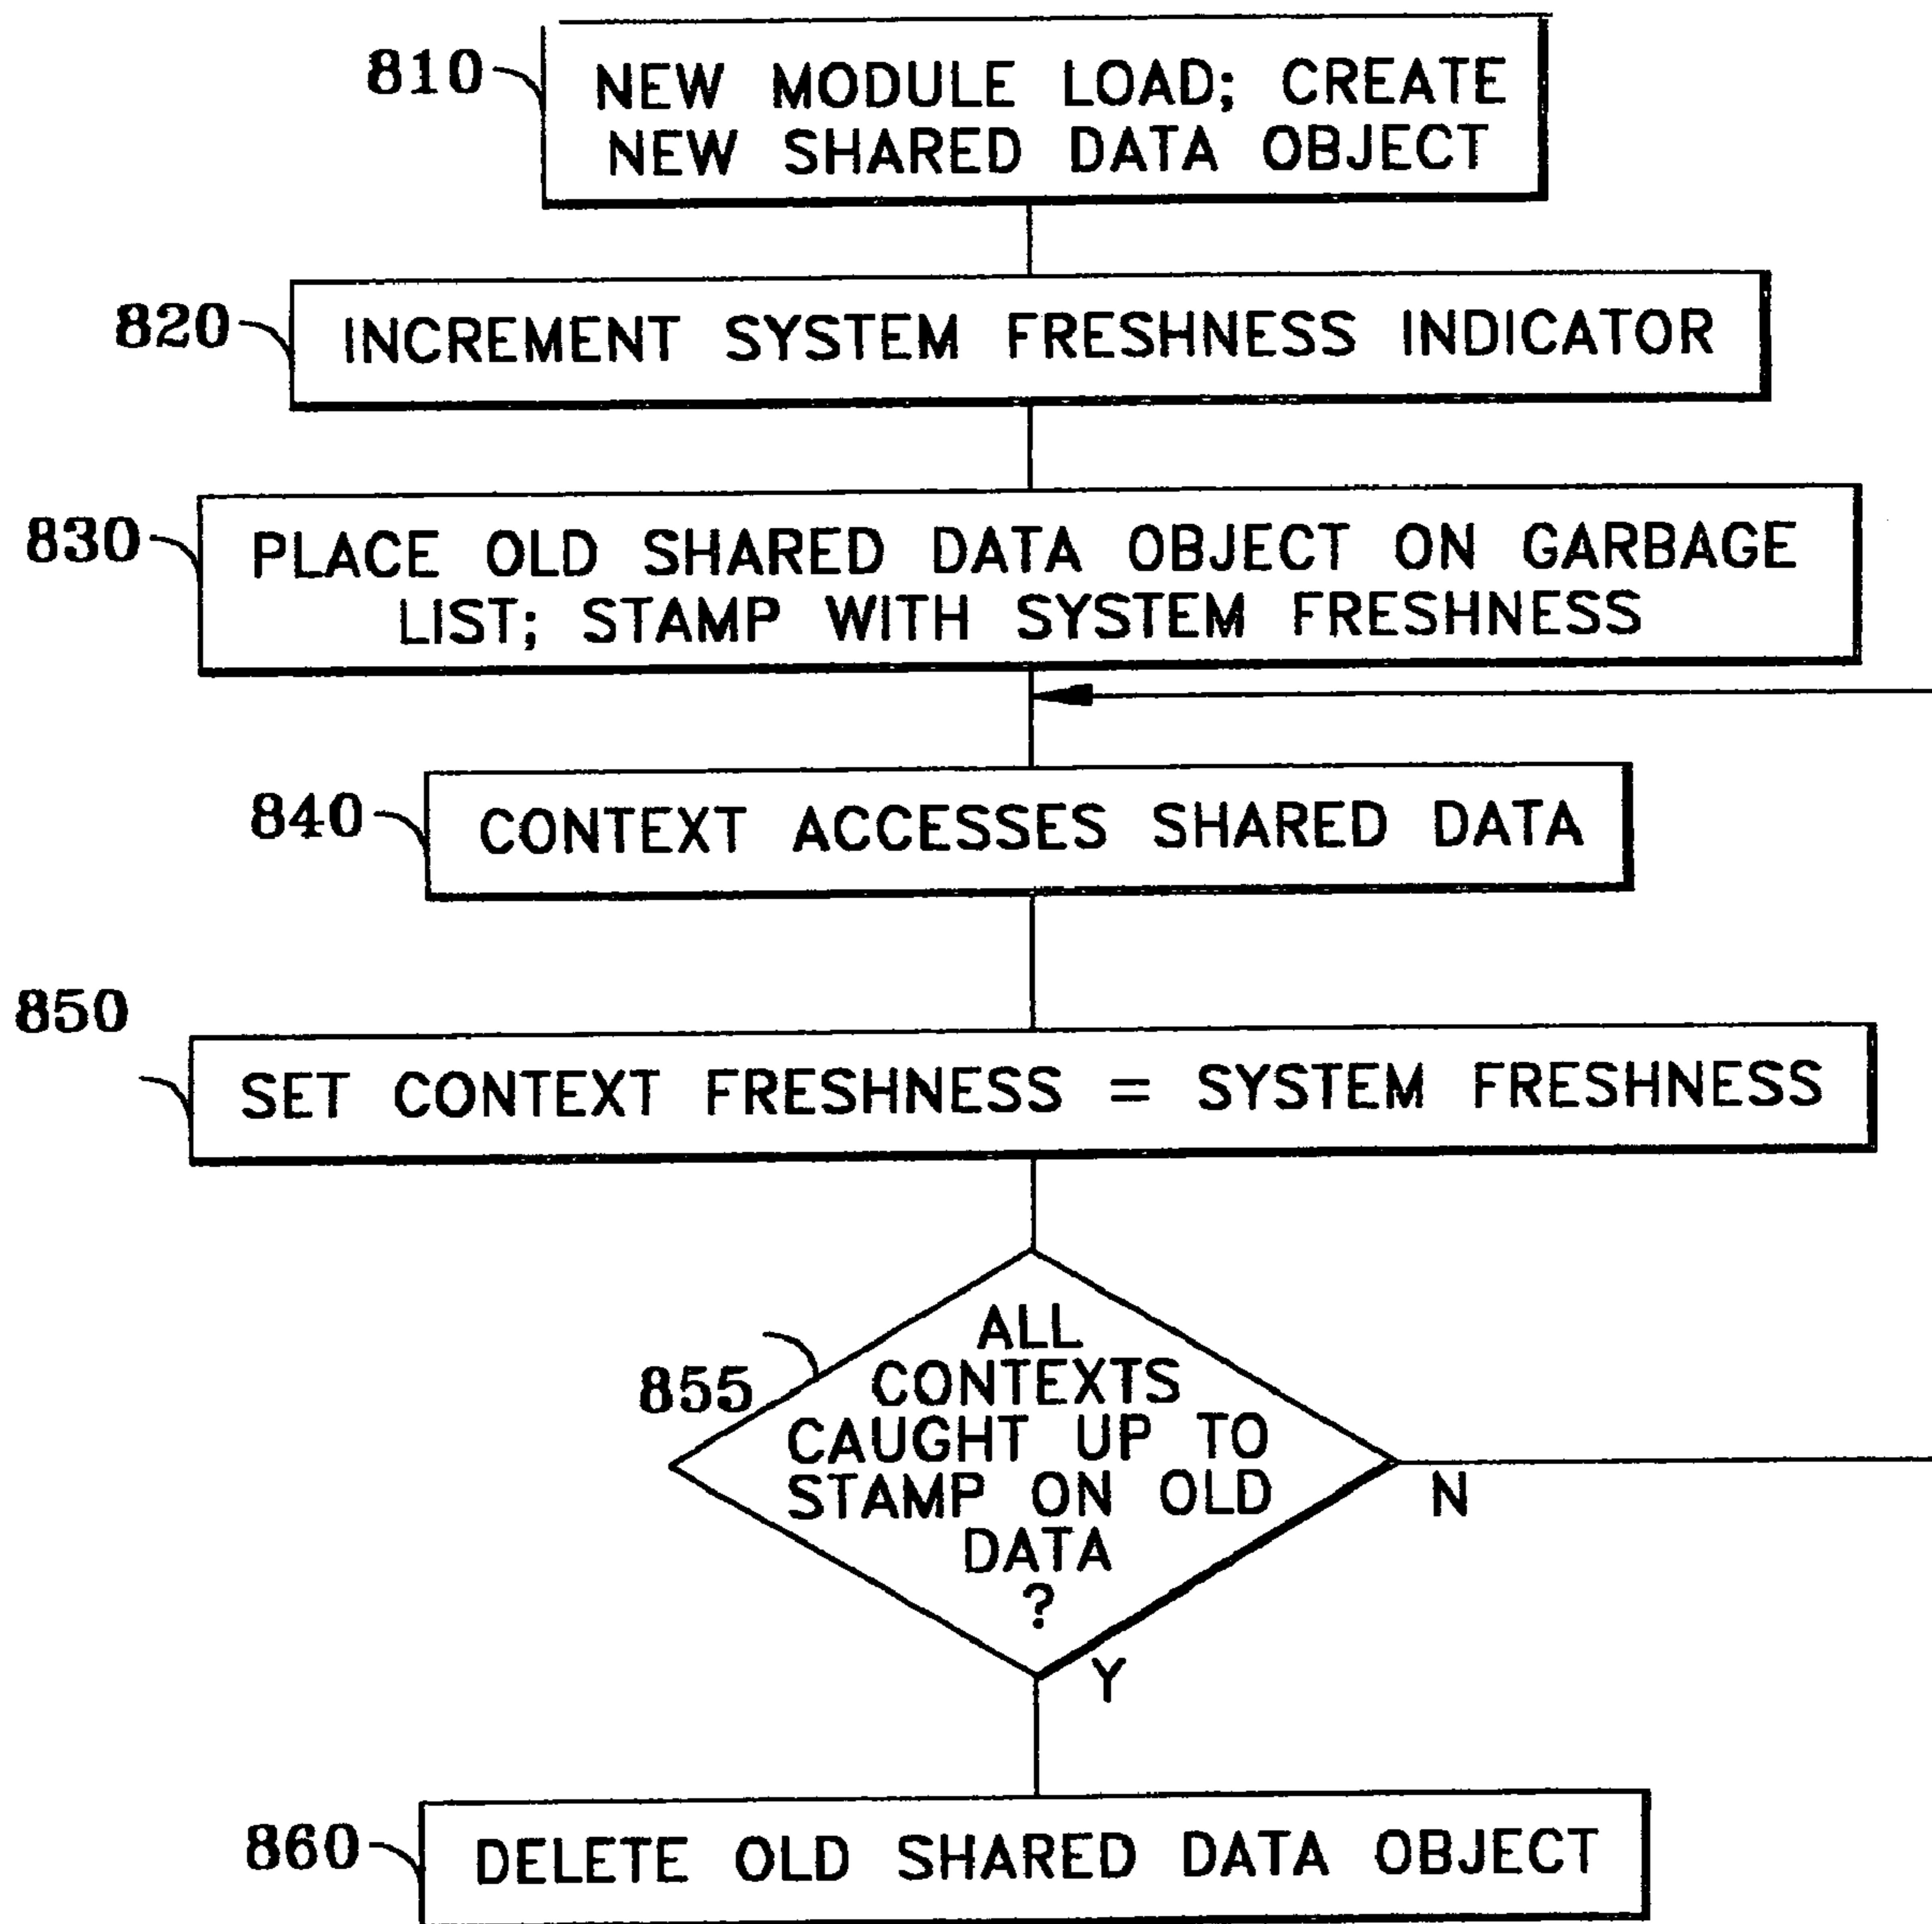 810
NEW MODULE LOAD; CREATE
NEW SHARED DATA OBJECT
820
INCREMENT SYSTEM FRESHNESS INDICATOR
830
PLACE OLD SHARED DATA OBJECT ON GARBAGE
LIST; STAMP WITH SYSTEM FRESHNESS
840
CONTEXT ACCESSES SHARED DATA
850
SET CONTEXT FRESHNESS = SYSTEM FRESHNESS
855
ALL
CONTEXTS
CAUGHT UP TO
STAMP ON OLD
DATA
?
N
Y
860
DELETE OLD SHARED DATA OBJECT